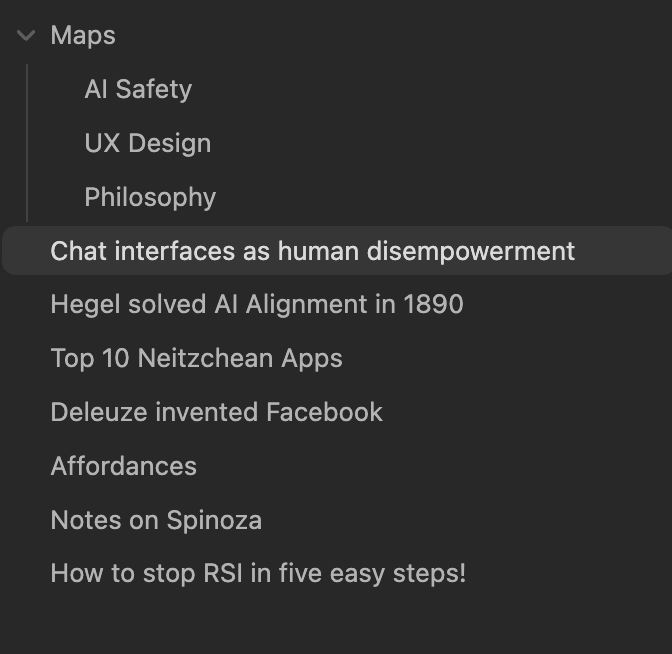 Maps
AI Safety
UX Design
Philosophy
Chat interfaces as human disempowerment
Hegel solved AI Alignment in 1890
Top 10 Neitzchean Apps
Deleuze invented Facebook
Affordances
Notes on Spinoza
How to stop RSI in five easy steps!